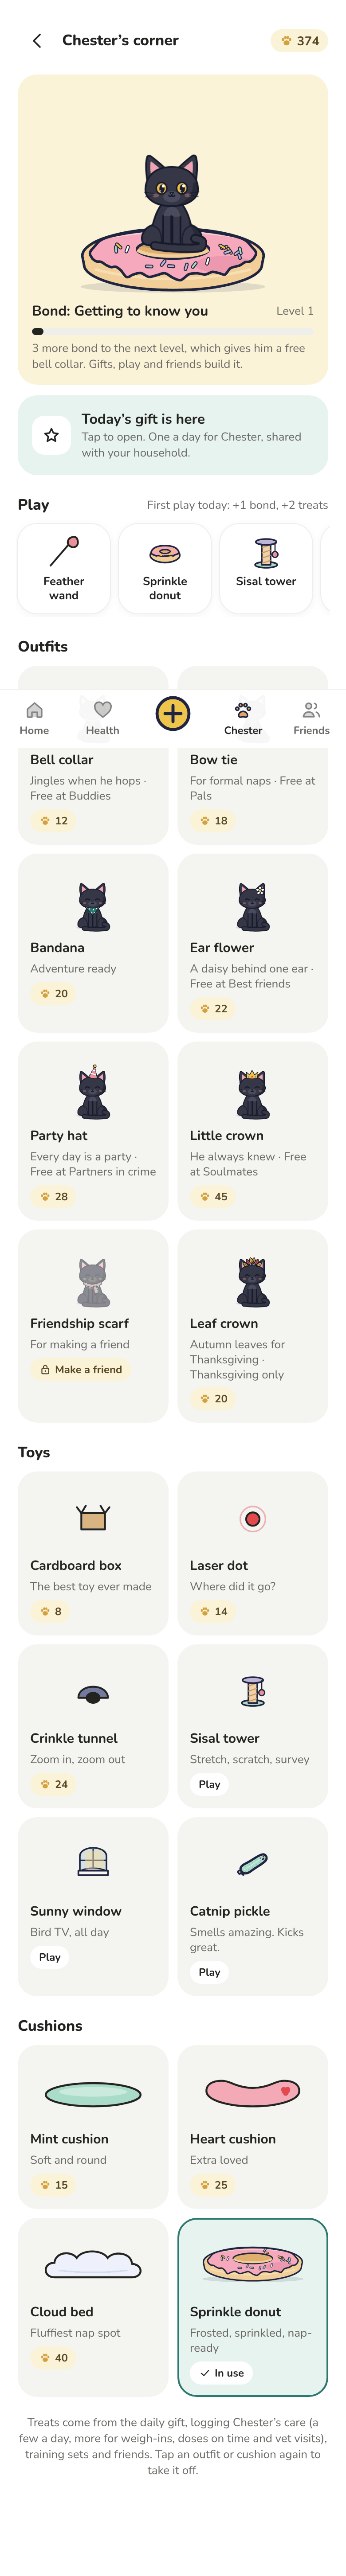 Chester's corner
374
Bond: Getting to know you
Level 1
3 more bond to the next level, which gives him a free
bell collar. Gifts, play and friends build it.
Today's gift is here
Tap to open. One a day for Chester, shared
with your household.
Play
First play today: +1 bond, +2 treats
Feather
wand
Sprinkle
donut
Sisal tower
Outfits
Home
Health
Chester
Friends
Bell collar
Jingles when he hops ·
Free at Buddies
12
Bow tie
For formal naps · Free at
Pals
18
Bandana
Adventure ready
20
Ear flower
A daisy behind one ear ·
Free at Best friends
22
Party hat
Every day is a party ·
Free at Partners in crime
28
Little crown
He always knew · Free
at Soulmates
45
Friendship scarf
For making a friend
Make a friend
Leaf crown
Autumn leaves for
Thanksgiving ·
Thanksgiving only
20
Toys
Cardboard box
The best toy ever made
8
Laser dot
Where did it go?
14
Crinkle tunnel
Zoom in, zoom out
24
Sisal tower
Stretch, scratch, survey
Play
Sunny window
Bird TV, all day
Play
Catnip pickle
Smells amazing. Kicks
great.
Play
Cushions
Mint cushion
Soft and round
15
Heart cushion
Extra loved
25
Cloud bed
Fluffiest nap spot
40
Sprinkle donut
Frosted, sprinkled, nap-
ready
In use
Treats come from the daily gift, logging Chester's care (a
few a day, more for weigh-ins, doses on time and vet visits),
training sets and friends. Tap an outfit or cushion again to
take it off.